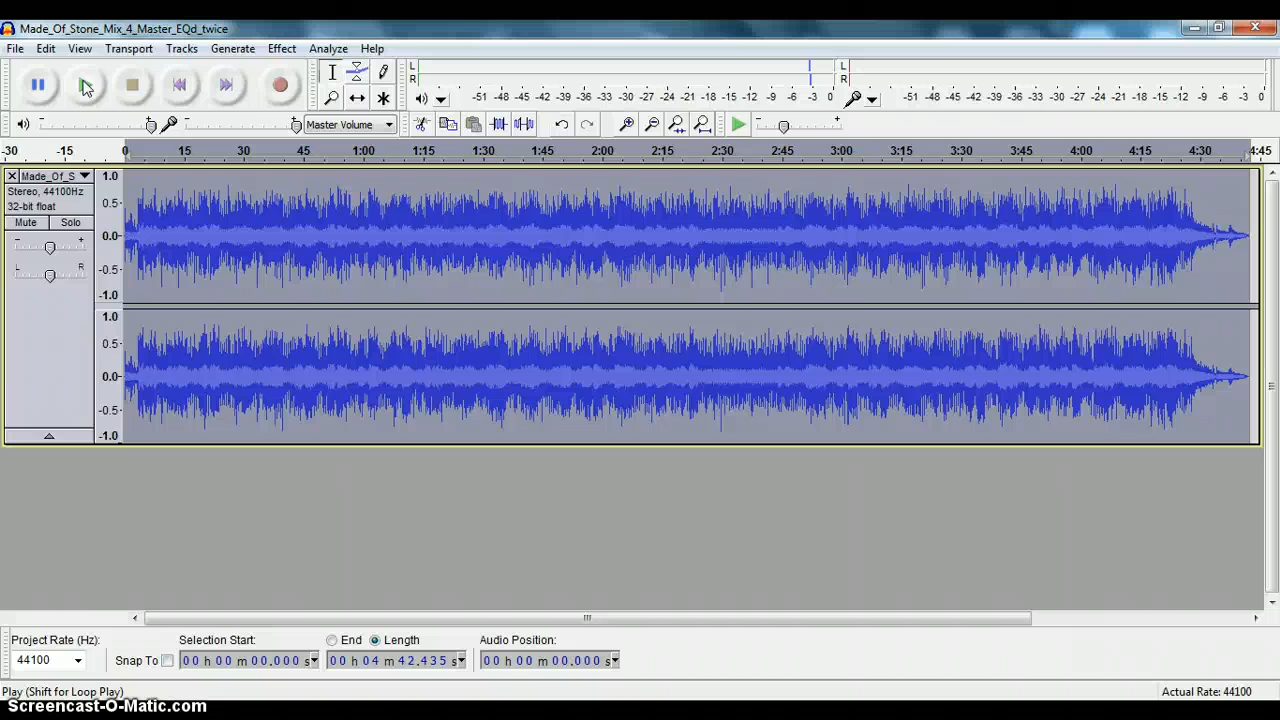 Made_Of_Stone_Mix_4_Master_EQd_twice
File Edit View Transport Tracks Generate Effect Analyze Help
L
R
-51 -48 -45 -42 -39 -36 -33 -30 -27 -24 -21 -18 -15 -12 -9 -6 -3 0
L
R
-51 -48 -45 -42 -39 -36 -33 -30 -27 -24 -21 -18 -15 -12 -9 -6 -3 0
- + - + Master Volume - +
-30 -15 0 15 30 45 1:00 1:15 1:30 1:45 2:00 2:15 2:30 2:45 3:00 3:15 3:30 3:45 4:00 4:15 4:30 4:45
Made_Of_S
Stereo, 44100Hz
32-bit float
Mute Solo
- +
L R
1.0
0.5-
0.0-
-0.5-
-1.0
1.0
0.5-
0.0-
-0.5-
-1.0
Project Rate (Hz): Selection Start: End Length Audio Position:
44100 Snap To 00 h 00 m 00.000 s 00 h 04 m 42.435 s 00 h 00 m 00.000 s
Play (Shift for Loop Play) Actual Rate: 44100
Screencast-O-Matic.com